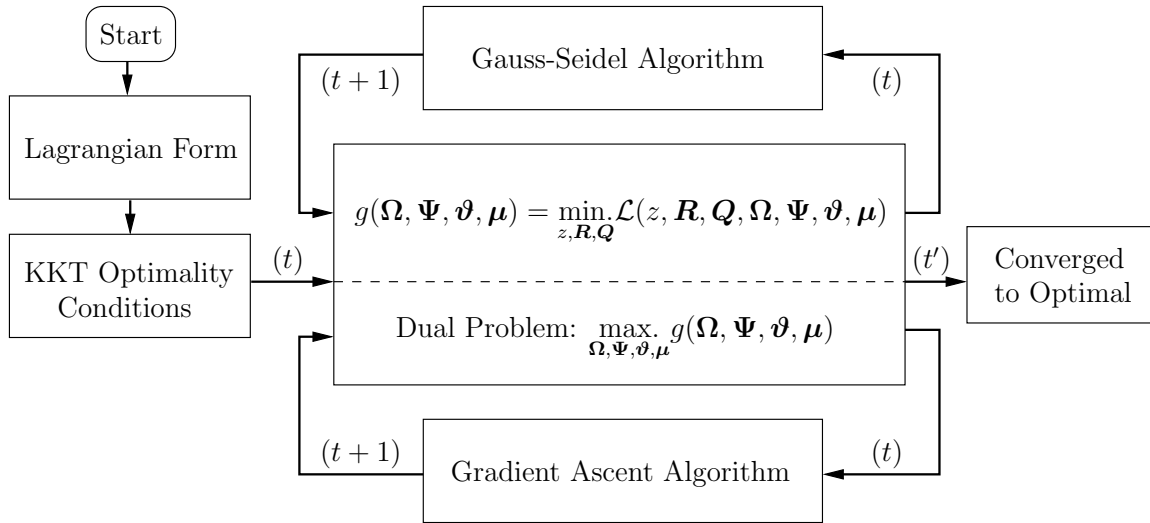 Start
Lagrangian Form
KKT Optimality
Conditions
(t)
Gauss-Seidel Algorithm
(t + 1)
(t)
g(Ω, Ψ, ϑ, μ) = min. ℒ(z, R, Q, Ω, Ψ, ϑ, μ)
z,R,Q
Dual Problem: max. g(Ω, Ψ, ϑ, μ)
Ω,Ψ,ϑ,μ
(t′)
Converged
to Optimal
(t + 1)
(t)
Gradient Ascent Algorithm